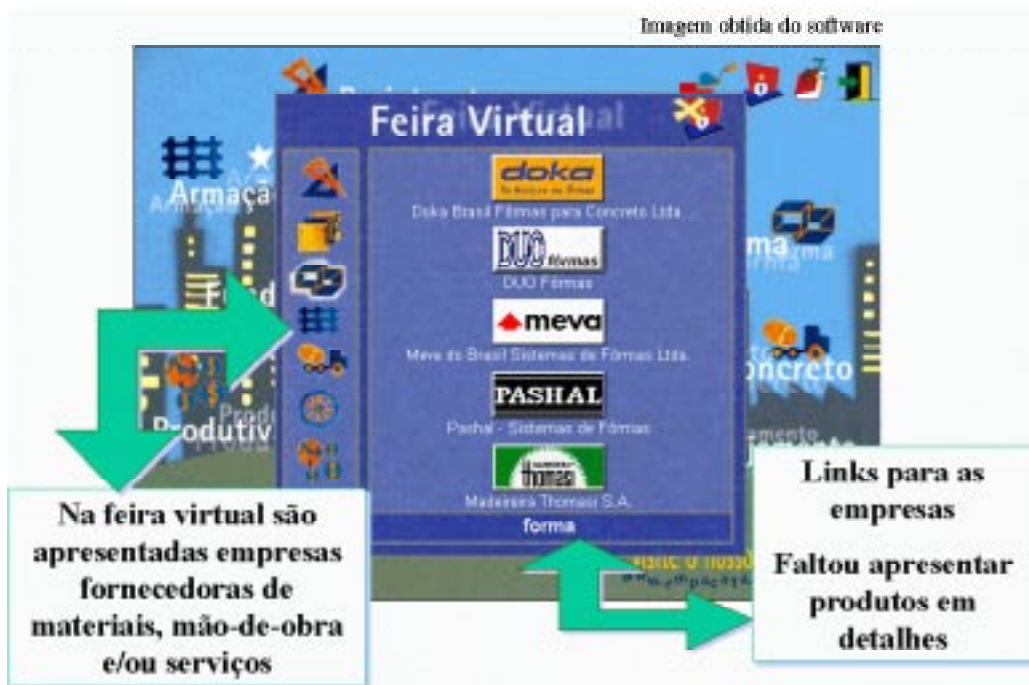 Imagem obtida do software
Feira Virtual
Armaçã
doka
Doka Brasil Fôrmas para Concreto Ltda.
DUO fôrmas
DUO Fôrmas
meva
Meva do Brasil Sistemas de Fôrmas Ltda.
PASHAL
Pashal - Sistemas de Fôrmas
thomasi
Madeireira Thomasi S.A.
forma
Fund
ma
oncreto
Produtiv
Na feira virtual são
apresentadas empresas
fornecedoras de
materiais, mão-de-obra
e/ou serviços
Links para as
empresas
Faltou apresentar
produtos em
detalhes